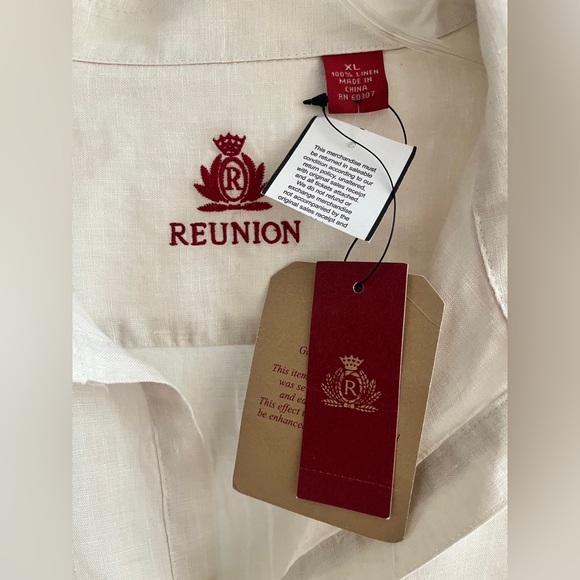 XL
100% LINEN
MADE IN
CHINA
RN 60307
R
REUNION
This merchandise must
be returned in saleable
condition according to our
return policy, unaltered,
with original sales receipt
and all tickets attached.
We do not refund or
exchange merchandise
not accompanied by the
original sales receipt and
R
This item
was se
and ea
This effect
be enhance